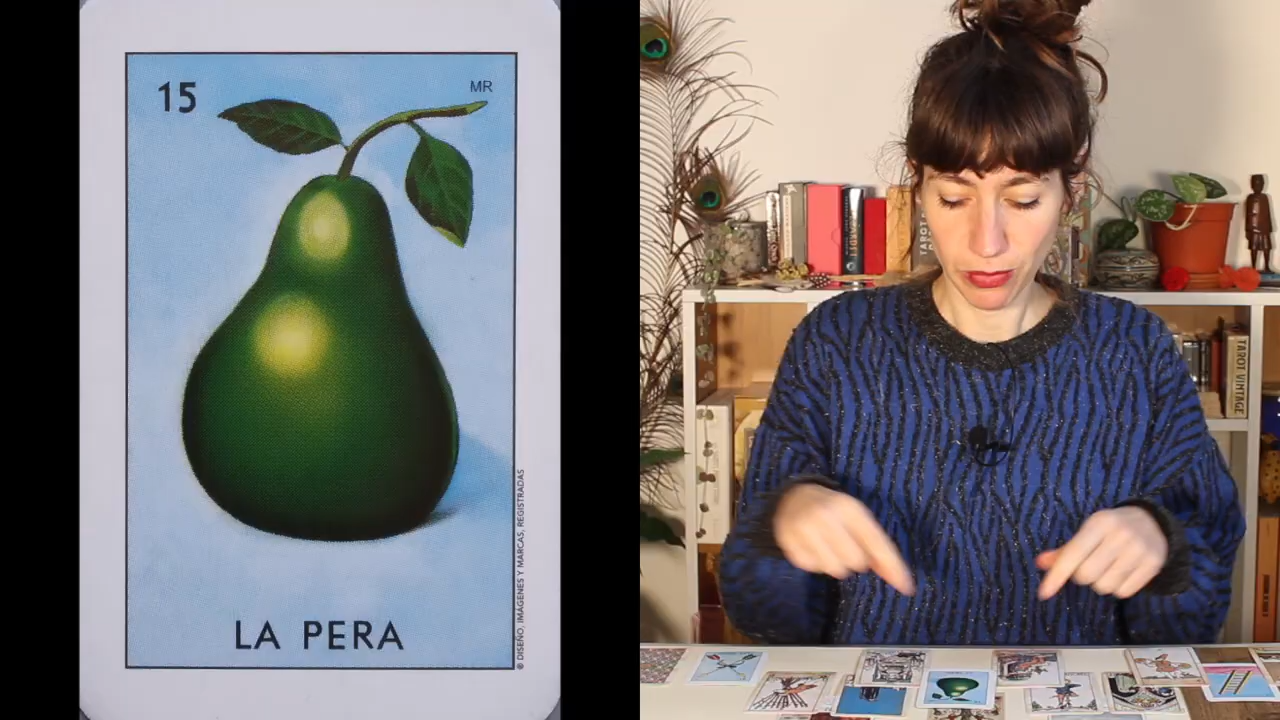 15
MR
LA PERA
© DISEÑO, IMÁGENES Y MARCAS, REGISTRADAS
TAROT VINTAGE